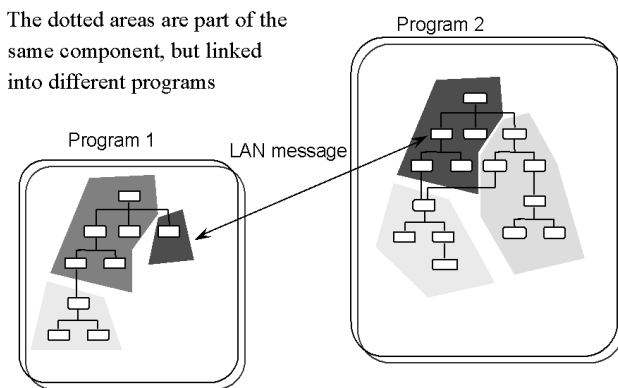 The dotted areas are part of the
same component, but linked
into different programs
Program 2
Program 1
LAN message